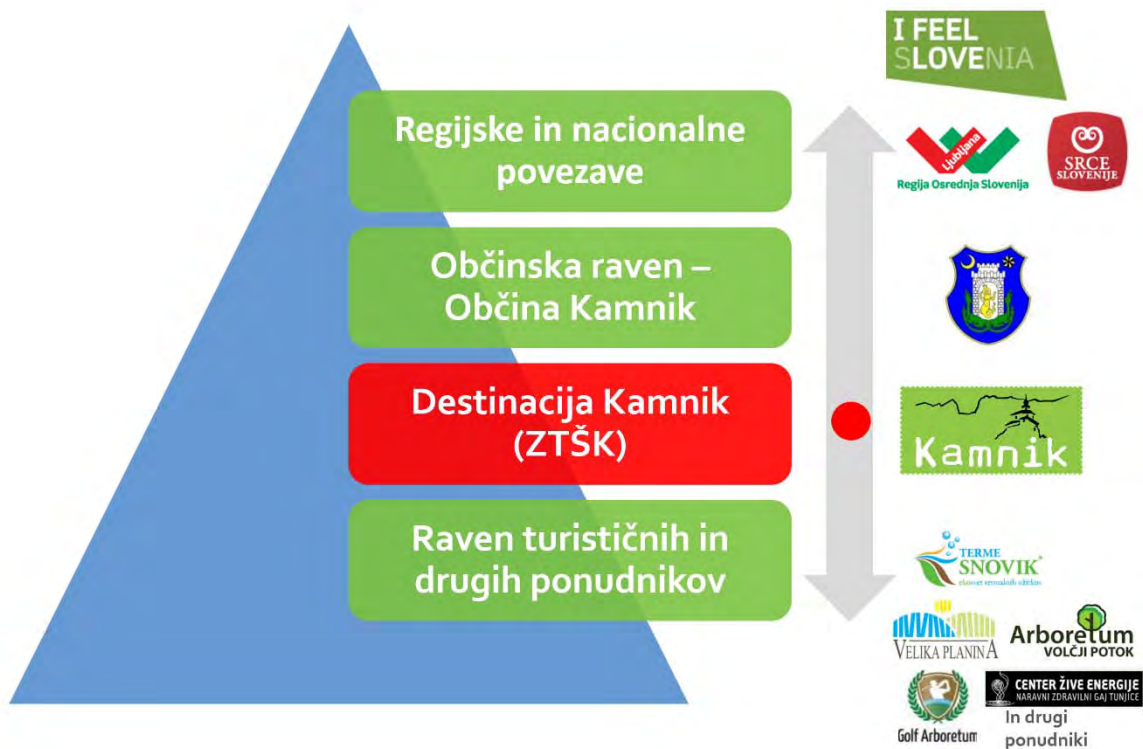 I FEEL
SLOVENIA
Regijske in nacionalne
povezave
Ljubljana
Regija Osrednja Slovenija
SRCE
SLOVENIJE
Občinska raven –
Občina Kamnik
Destinacija Kamnik
(ZTŠK)
Kamnik
Raven turističnih in
drugih ponudnikov
TERME
SNOVIK
VELIKA PLANINA
Arboretum
VOLČJI POTOK
Golf Arboretum
CENTER ŽIVE ENERGIJE
NARAVNI ZDRAVILNI GAJ TUNJICE
In drugi
ponudniki